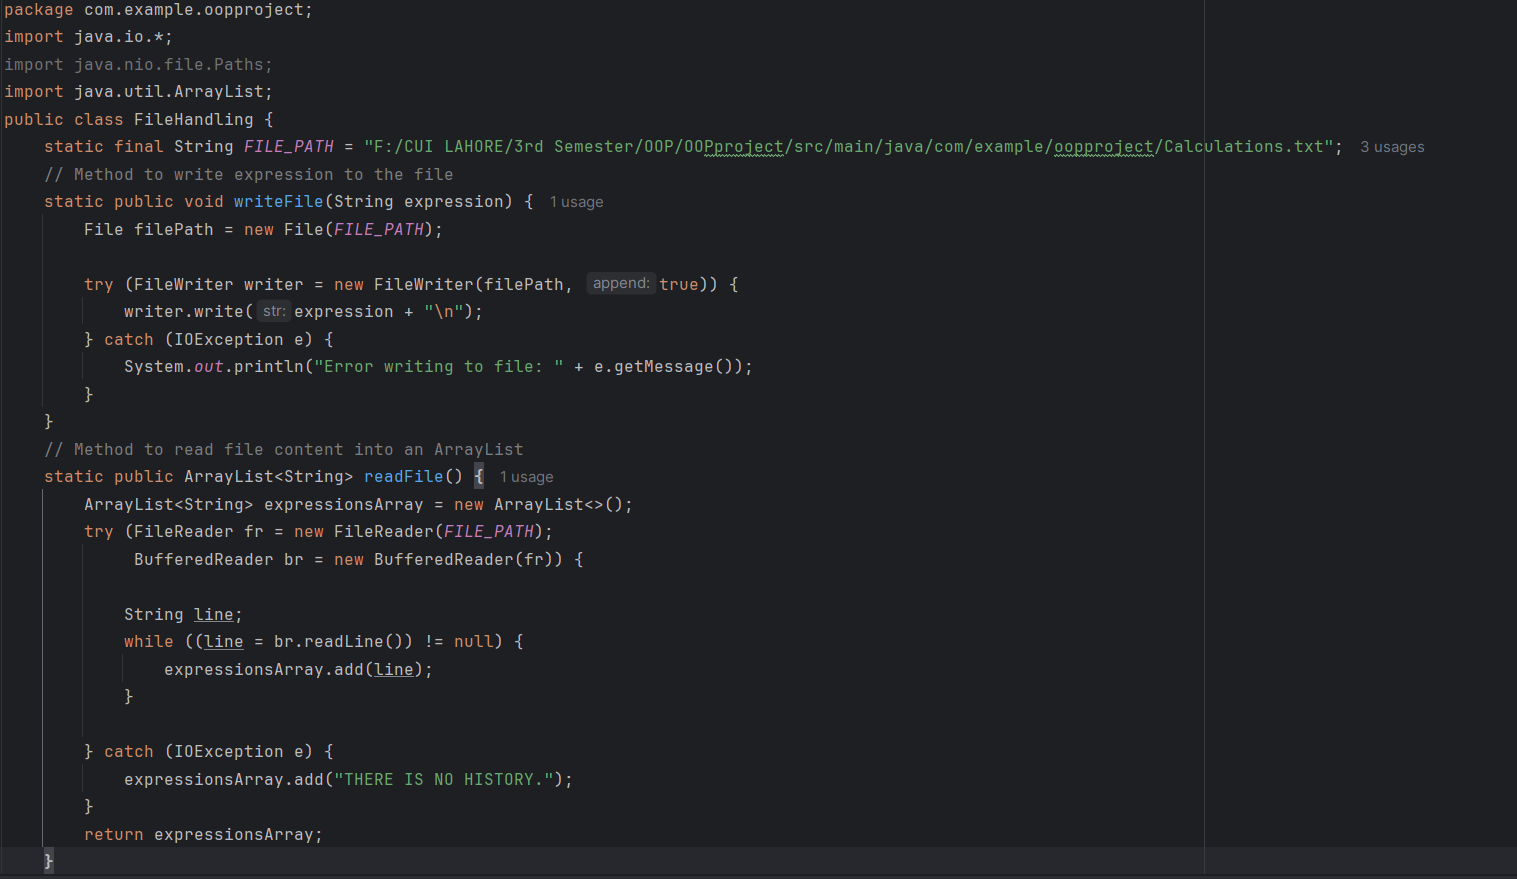 package com.example.oopproject;
import java.io.*;
import java.nio.file.Paths;
import java.util.ArrayList;
public class FileHandling {
    static final String FILE_PATH = "F:/CUI LAHORE/3rd Semester/OOP/OOPproject/src/main/java/com/example/oopproject/Calculations.txt"; 3 usages
    // Method to write expression to the file
    static public void writeFile(String expression) { 1 usage
        File filePath = new File(FILE_PATH);

        try (FileWriter writer = new FileWriter(filePath, append: true)) {
            writer.write( str: expression + "\n");
        } catch (IOException e) {
            System.out.println("Error writing to file: " + e.getMessage());
        }
    }
    // Method to read file content into an ArrayList
    static public ArrayList<String> readFile() { 1 usage
        ArrayList<String> expressionsArray = new ArrayList<>();
        try (FileReader fr = new FileReader(FILE_PATH);
             BufferedReader br = new BufferedReader(fr)) {

            String line;
            while ((line = br.readLine()) != null) {
                expressionsArray.add(line);
            }

        } catch (IOException e) {
            expressionsArray.add("THERE IS NO HISTORY.");
        }
        return expressionsArray;
    }